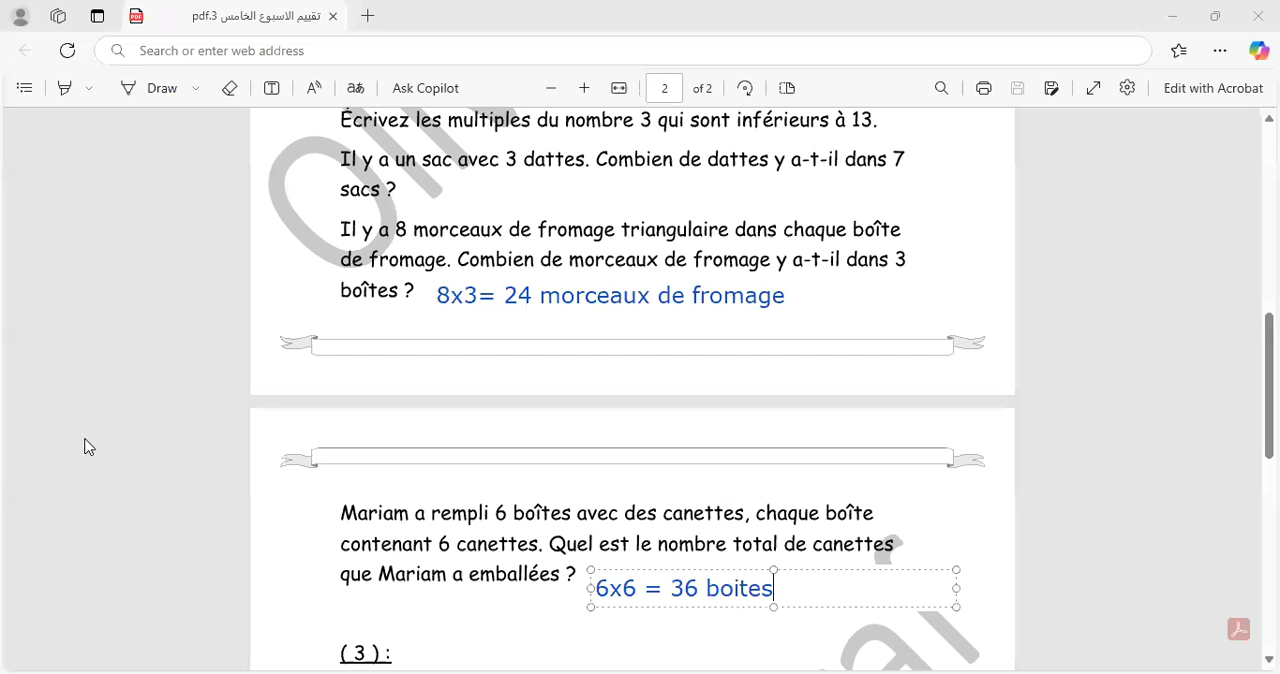 تقييم الاسبوع الخامس 3.pdf
Search or enter web address
Draw
aあ
Ask Copilot
2
of 2
Edit with Acrobat
Écrivez les multiples du nombre 3 qui sont inférieurs à 13.
Il y a un sac avec 3 dattes. Combien de dattes y a-t-il dans 7
sacs ?
Il y a 8 morceaux de fromage triangulaire dans chaque boîte
de fromage. Combien de morceaux de fromage y a-t-il dans 3
boîtes ? 8x3= 24 morceaux de fromage
Mariam a rempli 6 boîtes avec des canettes, chaque boîte
contenant 6 canettes. Quel est le nombre total de canettes
que Mariam a emballées ? 6x6 = 36 boites
( 3 ) :